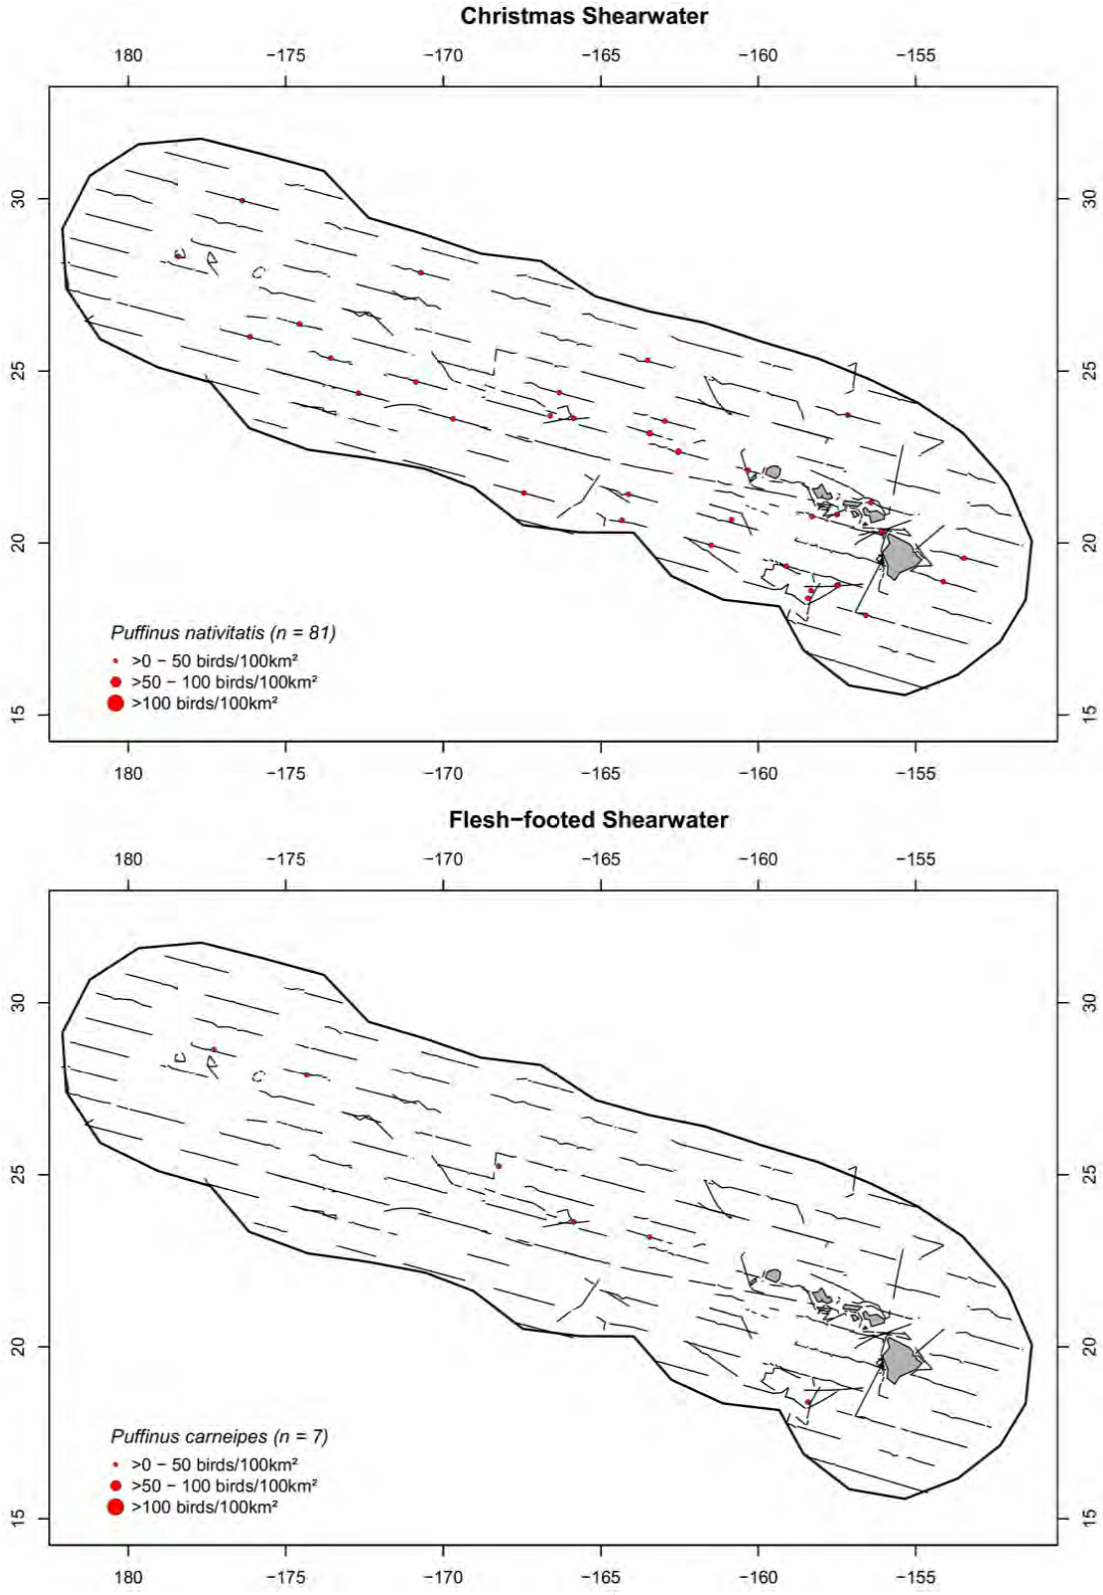 Christmas Shearwater
180 −175 −170 −165 −160 −155
30 30
25 25
20 20
15 15
Puffinus nativitatis (n = 81)
>0 − 50 birds/100km²
>50 − 100 birds/100km²
>100 birds/100km²
180 −175 −170 −165 −160 −155
Flesh−footed Shearwater
180 −175 −170 −165 −160 −155
30 30
25 25
20 20
15 15
Puffinus carneipes (n = 7)
>0 − 50 birds/100km²
>50 − 100 birds/100km²
>100 birds/100km²
180 −175 −170 −165 −160 −155